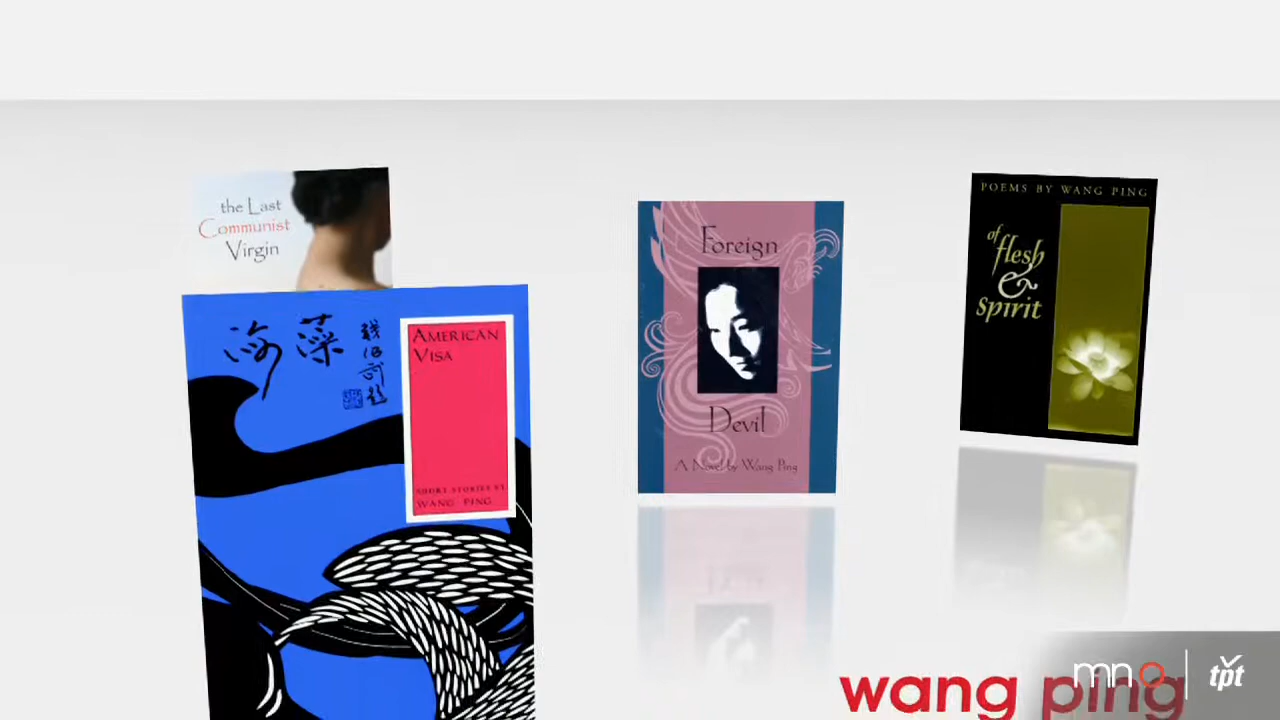 the Last
Communist
Virgin
海 藻
AMERICAN
VISA
SHORT STORIES BY
WANG PING
Foreign
Devil
A Novel by Wang Ping
POEMS BY WANG PING
of
flesh
&
spirit
wang ping
mn
tpt